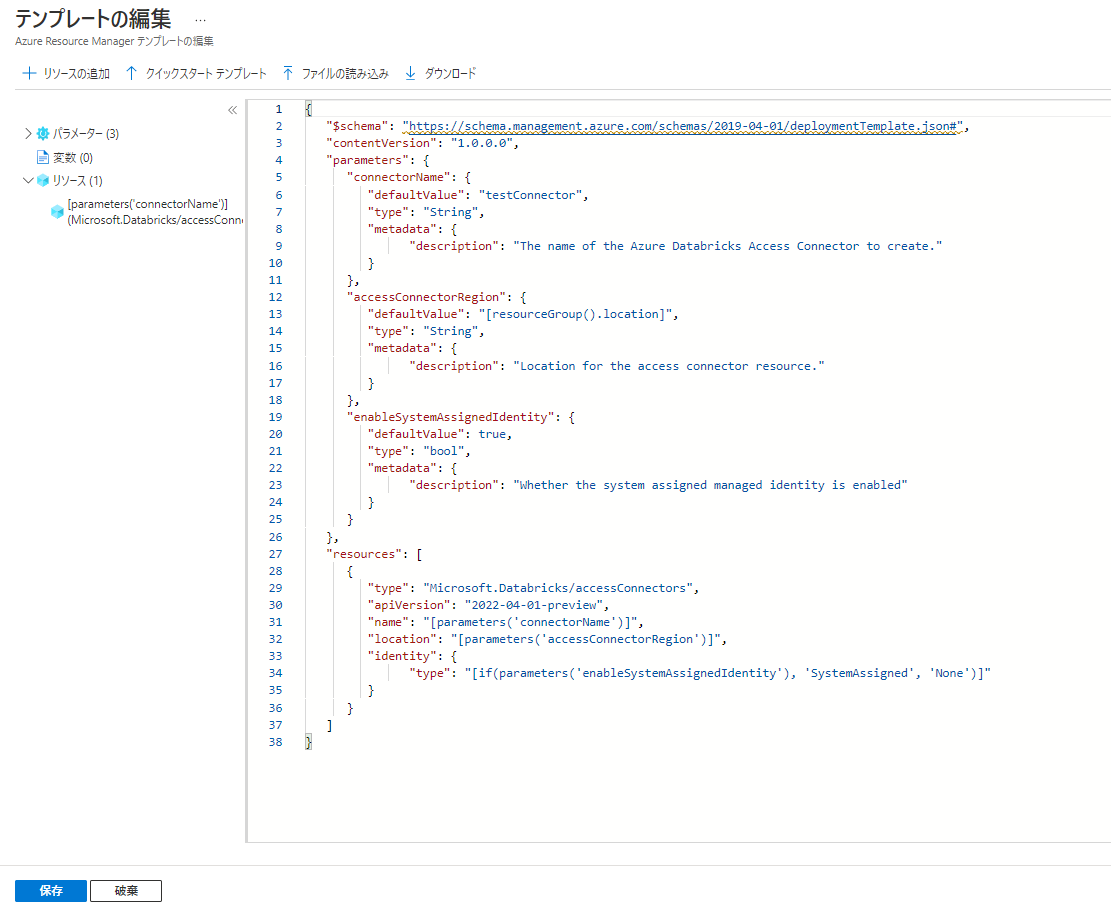 テンプレートの編集 …
Azure Resource Manager テンプレートの編集
リソースの追加 クイックスタート テンプレート ファイルの読み込み ダウンロード
パラメーター (3)
変数 (0)
リソース (1)
[parameters('connectorName')]
(Microsoft.Databricks/accessConne
1 {
2 "$schema": "https://schema.management.azure.com/schemas/2019-04-01/deploymentTemplate.json#",
3 "contentVersion": "1.0.0.0",
4 "parameters": {
5 "connectorName": {
6 "defaultValue": "testConnector",
7 "type": "String",
8 "metadata": {
9 "description": "The name of the Azure Databricks Access Connector to create."
10 }
11 },
12 "accessConnectorRegion": {
13 "defaultValue": "[resourceGroup().location]",
14 "type": "String",
15 "metadata": {
16 "description": "Location for the access connector resource."
17 }
18 },
19 "enableSystemAssignedIdentity": {
20 "defaultValue": true,
21 "type": "bool",
22 "metadata": {
23 "description": "Whether the system assigned managed identity is enabled"
24 }
25 }
26 },
27 "resources": [
28 {
29 "type": "Microsoft.Databricks/accessConnectors",
30 "apiVersion": "2022-04-01-preview",
31 "name": "[parameters('connectorName')]",
32 "location": "[parameters('accessConnectorRegion')]",
33 "identity": {
34 "type": "[if(parameters('enableSystemAssignedIdentity'), 'SystemAssigned', 'None')]"
35 }
36 }
37 ]
38 }
保存 破棄